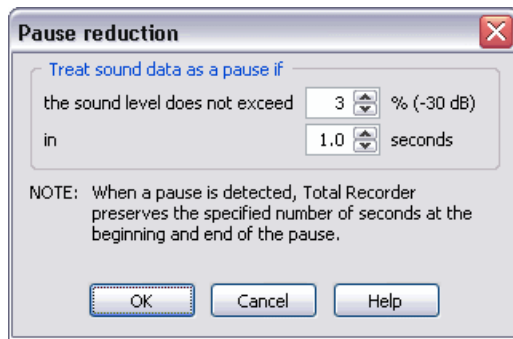 Pause reduction
Treat sound data as a pause if
the sound level does not exceed 3 % (-30 dB)
in 1.0 seconds
NOTE: When a pause is detected, Total Recorder
preserves the specified number of seconds at the
beginning and end of the pause.
OK Cancel Help